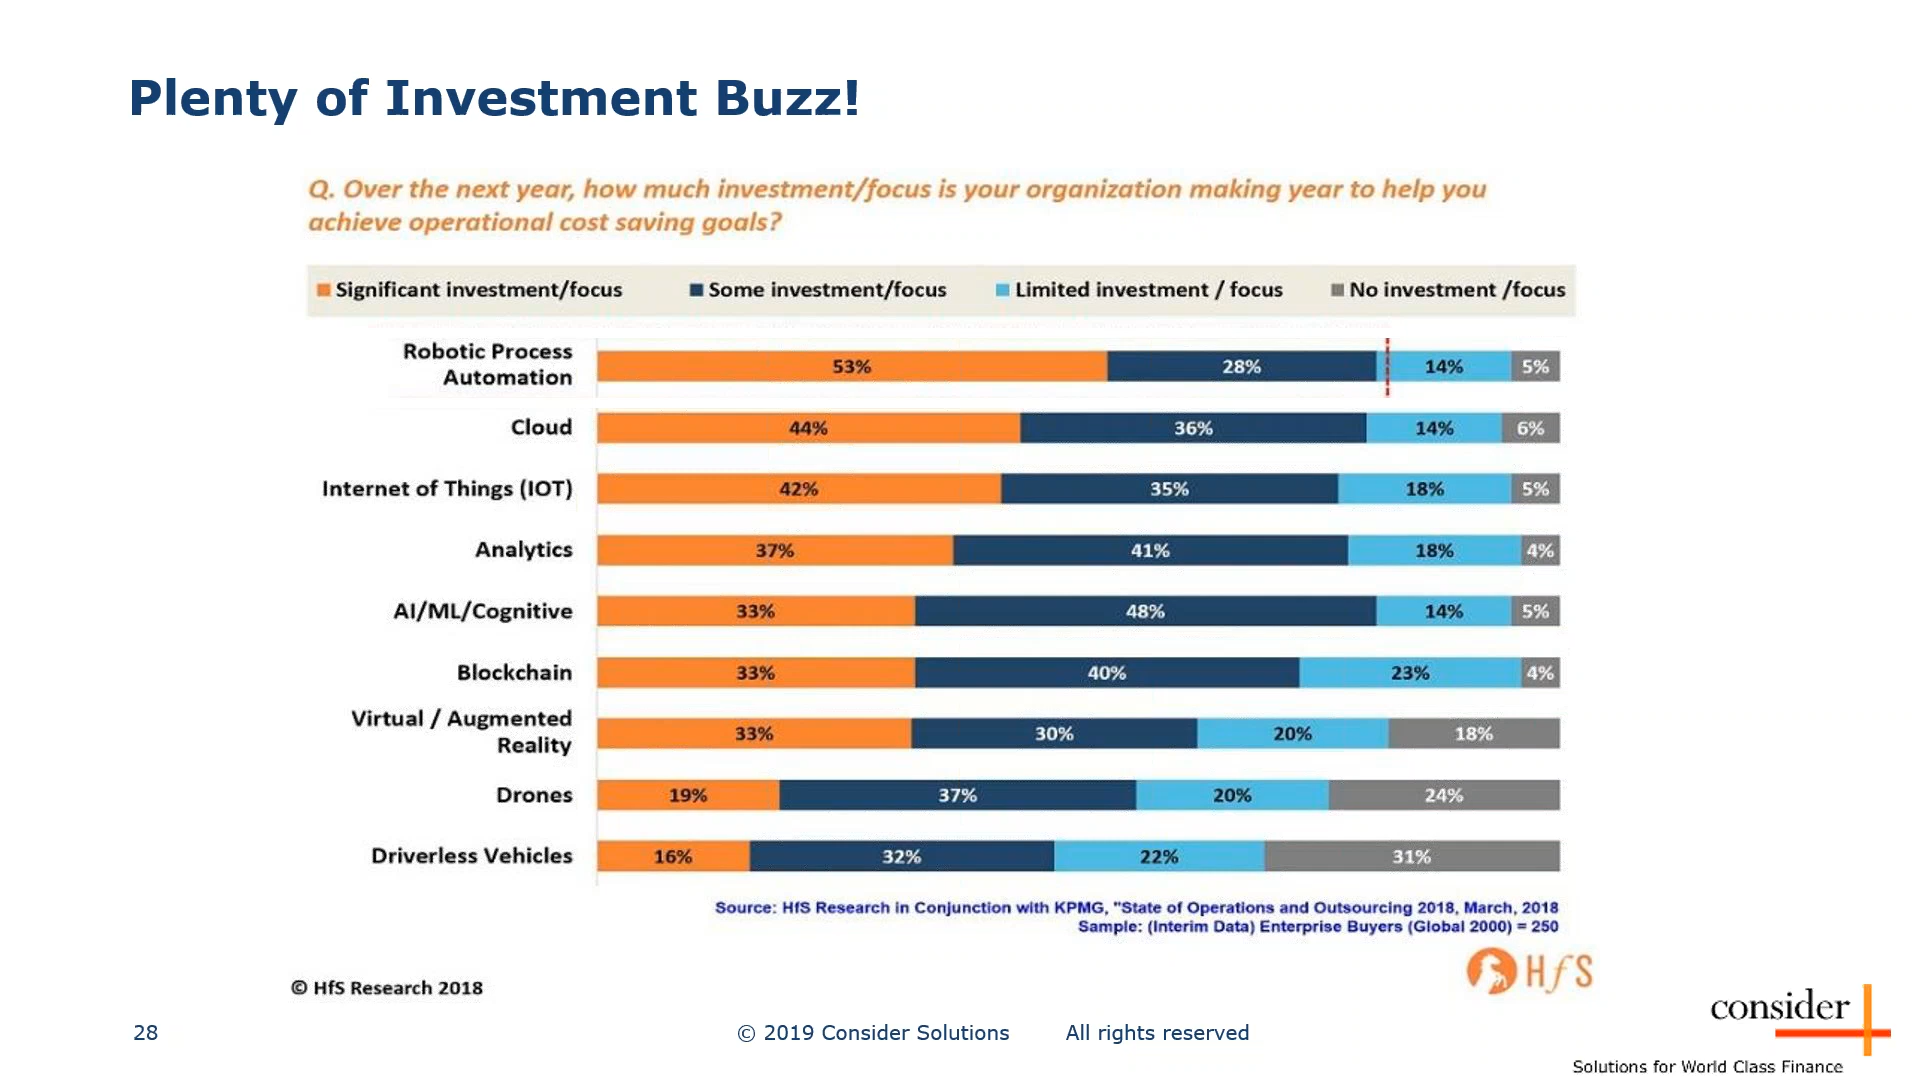 Plenty of Investment Buzz!
Q. Over the next year, how much investment/focus is your organization making year to help you
achieve operational cost saving goals?
Significant investment/focus Some investment/focus Limited investment / focus No investment /focus
Robotic Process
Automation
53% 28% 14% 5%
Cloud 44% 36% 14% 6%
Internet of Things (IOT) 42% 35% 18% 5%
Analytics 37% 41% 18% 4%
AI/ML/Cognitive 33% 48% 14% 5%
Blockchain 33% 40% 23% 4%
Virtual / Augmented
Reality
33% 30% 20% 18%
Drones 19% 37% 20% 24%
Driverless Vehicles 16% 32% 22% 31%
Source: HfS Research in Conjunction with KPMG, "State of Operations and Outsourcing 2018, March, 2018
Sample: (Interim Data) Enterprise Buyers (Global 2000) = 250
HfS
© HfS Research 2018
consider
28 © 2019 Consider Solutions All rights reserved
Solutions for World Class Finance